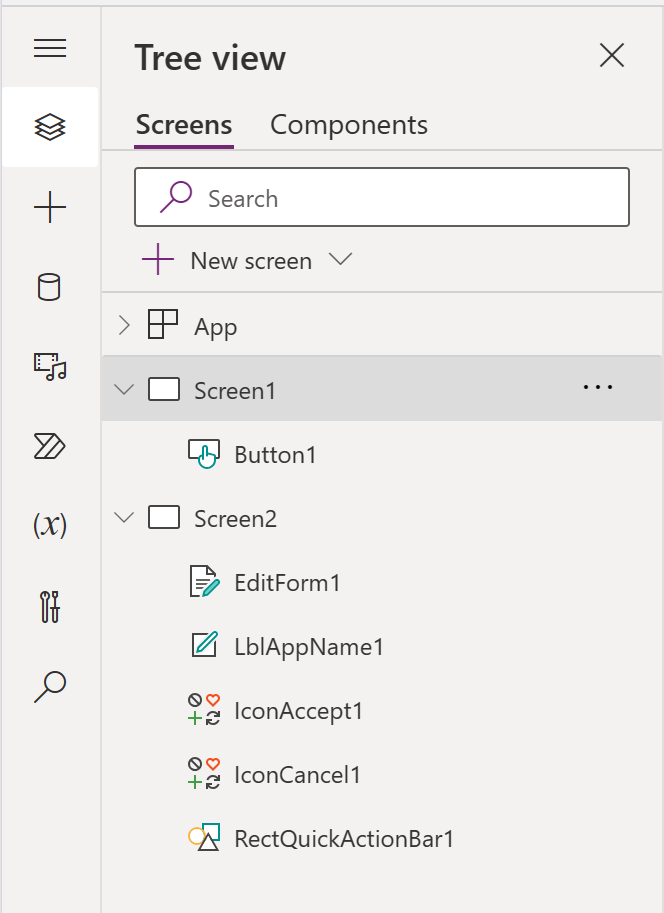 Tree view
Screens Components
Search
New screen
App
Screen1
Button1
Screen2
(x)
EditForm1
LblAppName1
IconAccept1
IconCancel1
RectQuickActionBar1